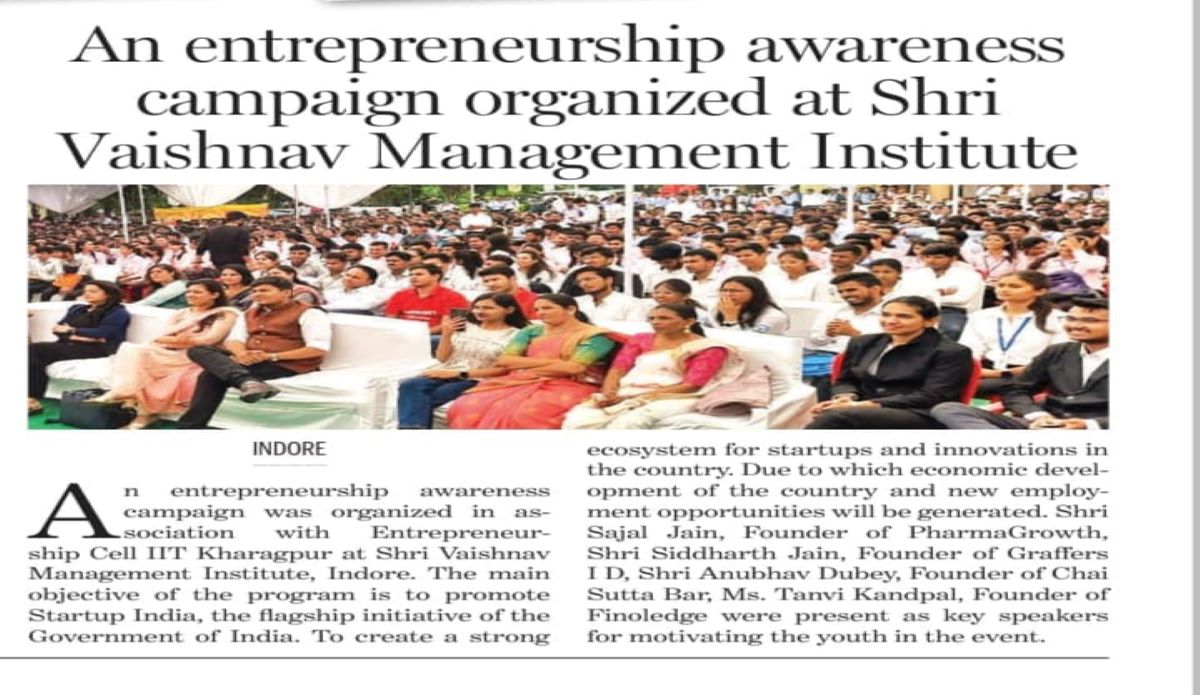 An entrepreneurship awareness
campaign organized at Shri
Vaishnav Management Institute
INDORE
An entrepreneurship awareness
campaign was organized in as-
sociation with Entrepreneur-
ship Cell IIT Kharagpur at Shri Vaishnav
Management Institute, Indore. The main
objective of the program is to promote
Startup India, the flagship initiative of the
Government of India. To create a strong
ecosystem for startups and innovations in
the country. Due to which economic devel-
opment of the country and new employ-
ment opportunities will be generated. Shri
Sajal Jain, Founder of PharmaGrowth,
Shri Siddharth Jain, Founder of Graffers
I D, Shri Anubhav Dubey, Founder of Chai
Sutta Bar, Ms. Tanvi Kandpal, Founder of
Finoledge were present as key speakers
for motivating the youth in the event.